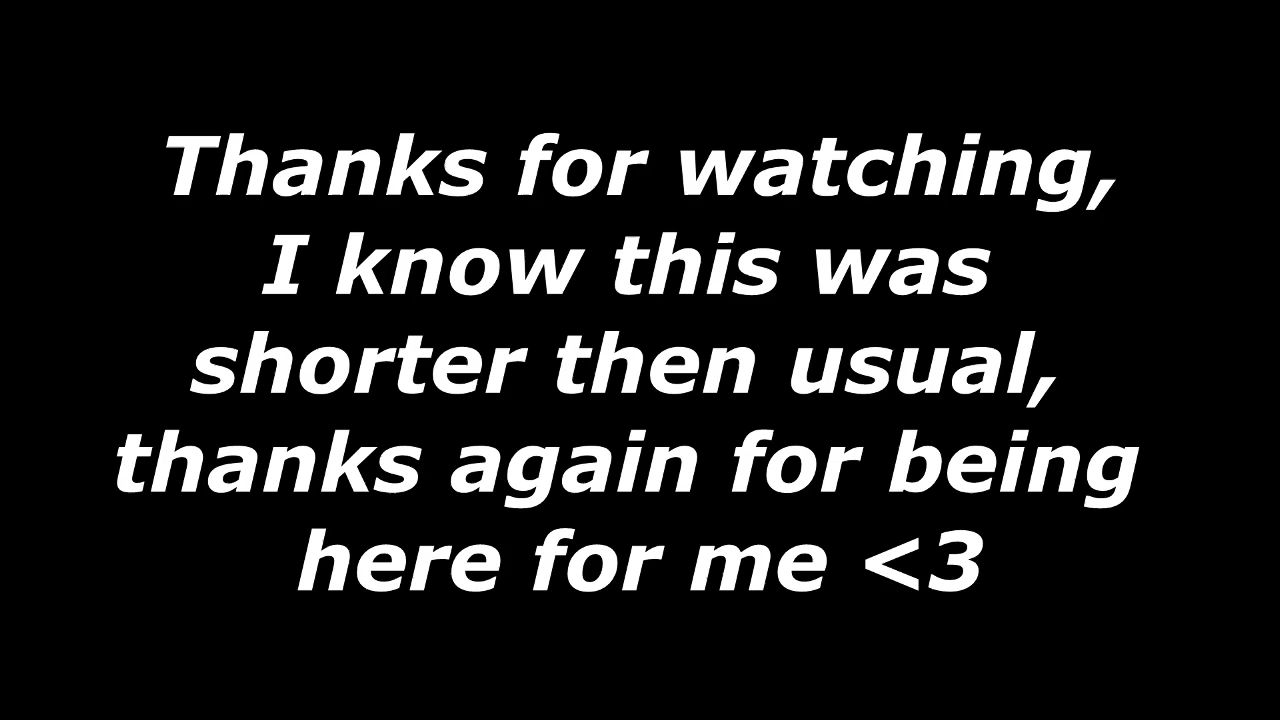 Thanks for watching,
I know this was
shorter then usual,
thanks again for being
here for me <3